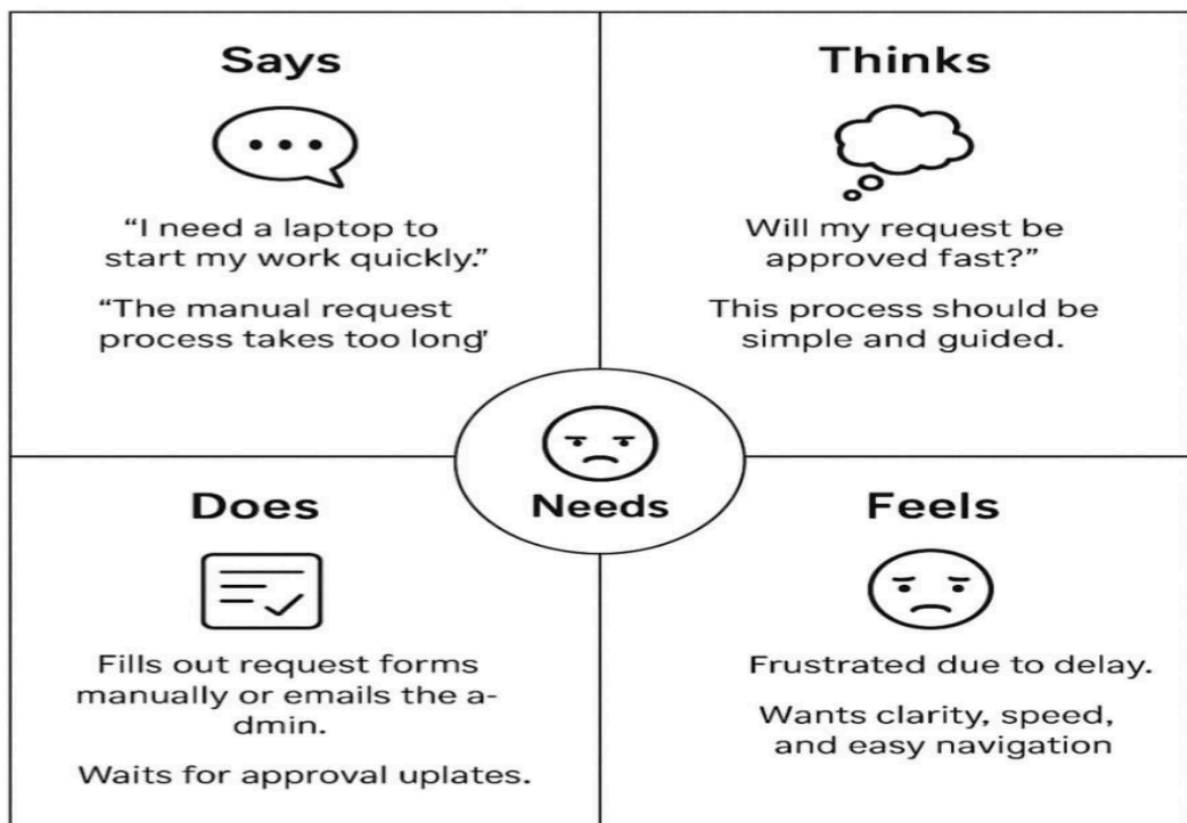 Says
“I need a laptop to
start my work quickly.”
“The manual request
process takes too long”
Thinks
Will my request be
approved fast?”
This process should be
simple and guided.
Needs
Does
Fills out request forms
manually or emails the a-
dmin.
Waits for approval uplates.
Feels
Frustrated due to delay.
Wants clarity, speed,
and easy navigation